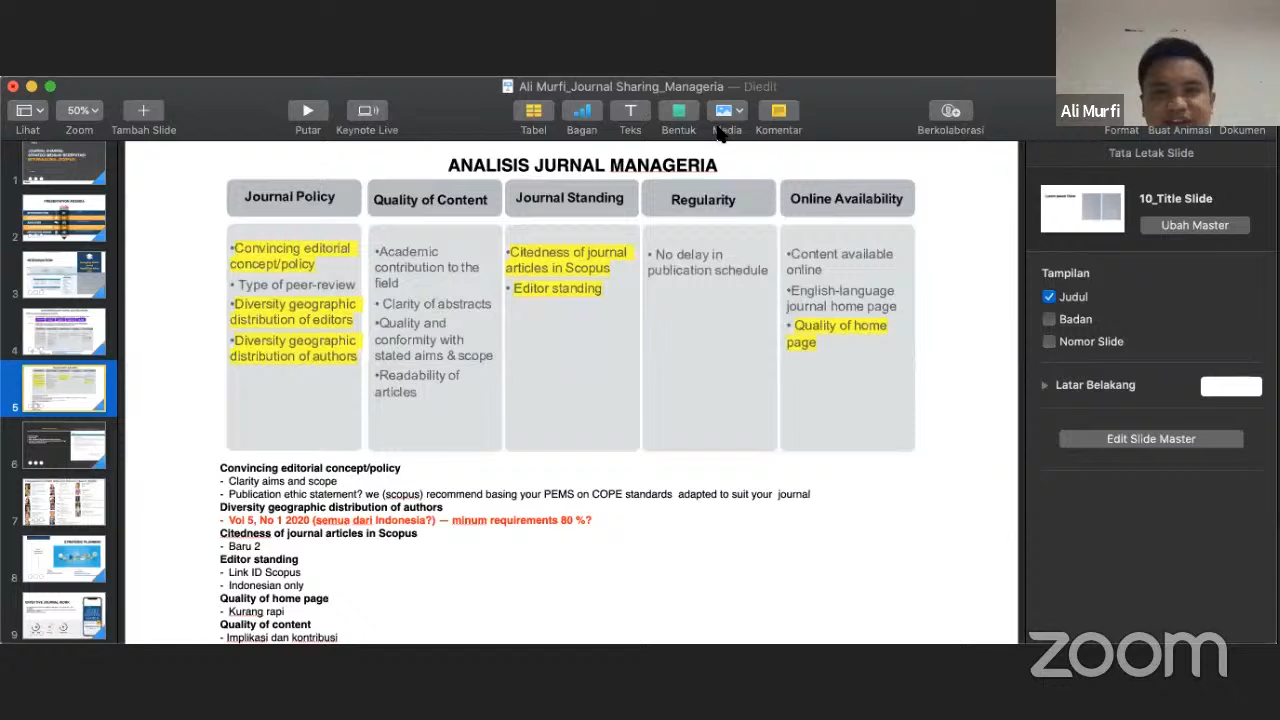 Ali Murfi_Journal Sharing_Manageria — Diedit
Ali Murfi
50%
Lihat
Zoom
Tambah Slide
Putar
Keynote Live
Tabel
Bagan
Teks
Bentuk
Komentar
Berkolaborasi
Format
Buat Animasi
Dokumen
Tata Letak Slide
10_Title Slide
Ubah Master
Tampilan
Judul
Badan
Nomor Slide
Latar Belakang
Edit Slide Master
1
2
3
4
5
6
7
8
9
ANALISIS JURNAL MANAGERIA
Journal Policy
•Convincing editorial
concept/policy
• Type of peer-review
•Diversity geographic
distribution of editors
•Diversity geographic
distribution of authors
Quality of Content
•Academic
contribution to the
field
• Clarity of abstracts
•Quality and
conformity with
stated aims & scope
•Readability of
articles
Journal Standing
•Citedness of journal
articles in Scopus
• Editor standing
Regularity
• No delay in
publication schedule
Online Availability
•Content available
online
•English-language
journal home page
• Quality of home
page
Convincing editorial concept/policy
- Clarity aims and scope
- Publication ethic statement? we (scopus) recommend basing your PEMS on COPE standards adapted to suit your journal
Diversity geographic distribution of authors
- Vol 5, No 1 2020 (semua dari Indonesia?) — minum requirements 80 %?
Citedness of journal articles in Scopus
- Baru 2
Editor standing
- Link ID Scopus
- Indonesian only
Quality of home page
- Kurang rapi
Quality of content
- Implikasi dan kontribusi
zoom